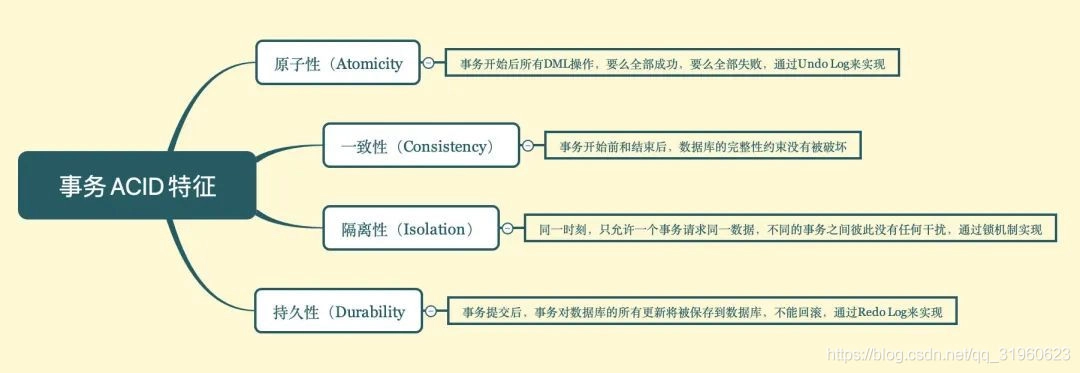 事务ACID特征
原子性（Atomicity
事务开始后所有DML操作，要么全部成功，要么全部失败，通过Undo Log来实现
一致性（Consistency）
事务开始前和结束后，数据库的完整性约束没有被破坏
隔离性（Isolation）
同一时刻，只允许一个事务请求同一数据，不同的事务之间彼此没有任何干扰，通过锁机制实现
持久性（Durability
事务提交后，事务对数据库的所有更新将被保存到数据库，不能回滚，通过Redo Log来实现
https://blog.csdn.net/qq_31960623